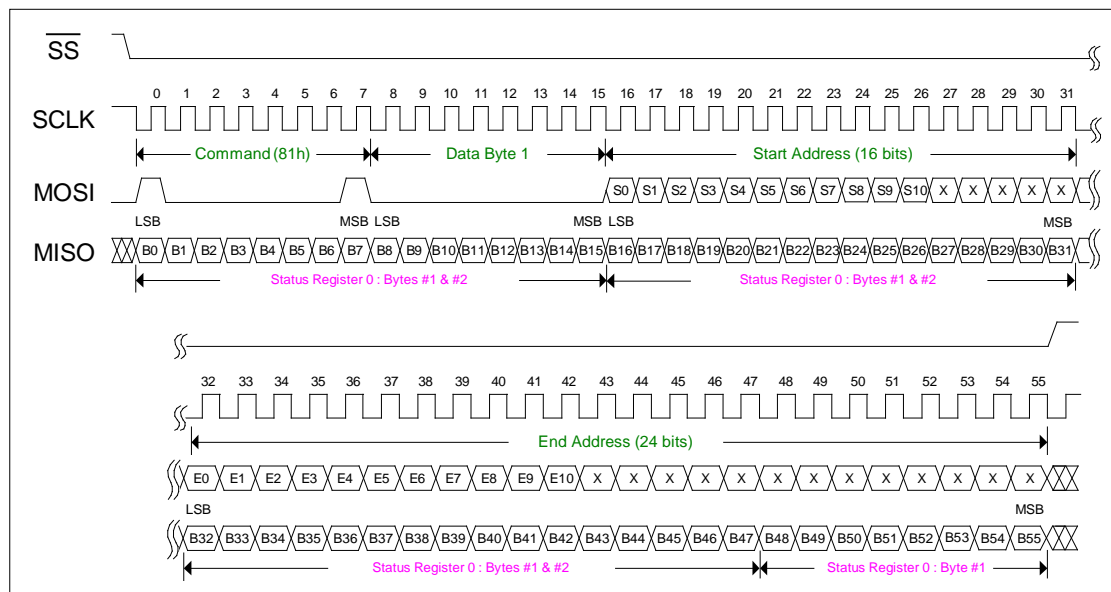 SS
0 1 2 3 4 5 6 7 8 9 10 11 12 13 14 15 16 17 18 19 20 21 22 23 24 25 26 27 28 29 30 31
SCLK
Command (81h) Data Byte 1 Start Address (16 bits)
MOSI S0 S1 S2 S3 S4 S5 S6 S7 S8 S9 S10 X X X X X
LSB MSB LSB MSB LSB MSB
MISO B0 B1 B2 B3 B4 B5 B6 B7 B8 B9 B10 B11 B12 B13 B14 B15 B16 B17 B18 B19 B20 B21 B22 B23 B24 B25 B26 B27 B28 B29 B30 B31
Status Register 0 : Bytes #1 & #2 Status Register 0 : Bytes #1 & #2
32 33 34 35 36 37 38 39 40 41 42 43 44 45 46 47 48 49 50 51 52 53 54 55
End Address (24 bits)
E0 E1 E2 E3 E4 E5 E6 E7 E8 E9 E10 X X X X X X X X X X X X X
LSB MSB
B32 B33 B34 B35 B36 B37 B38 B39 B40 B41 B42 B43 B44 B45 B46 B47 B48 B49 B50 B51 B52 B53 B54 B55
Status Register 0 : Bytes #1 & #2 Status Register 0 : Byte #1